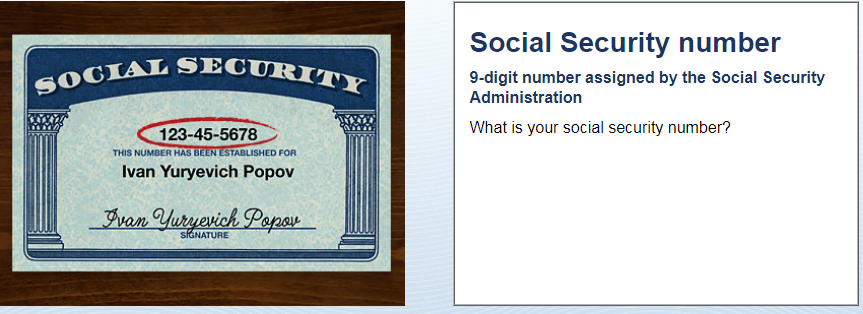 SOCIAL SECURITY
123-45-5678
THIS NUMBER HAS BEEN ESTABLISHED FOR
Ivan Yuryevich Popov
Ivan Yuryevich Popov
SIGNATURE
Social Security number
9-digit number assigned by the Social Security
Administration
What is your social security number?